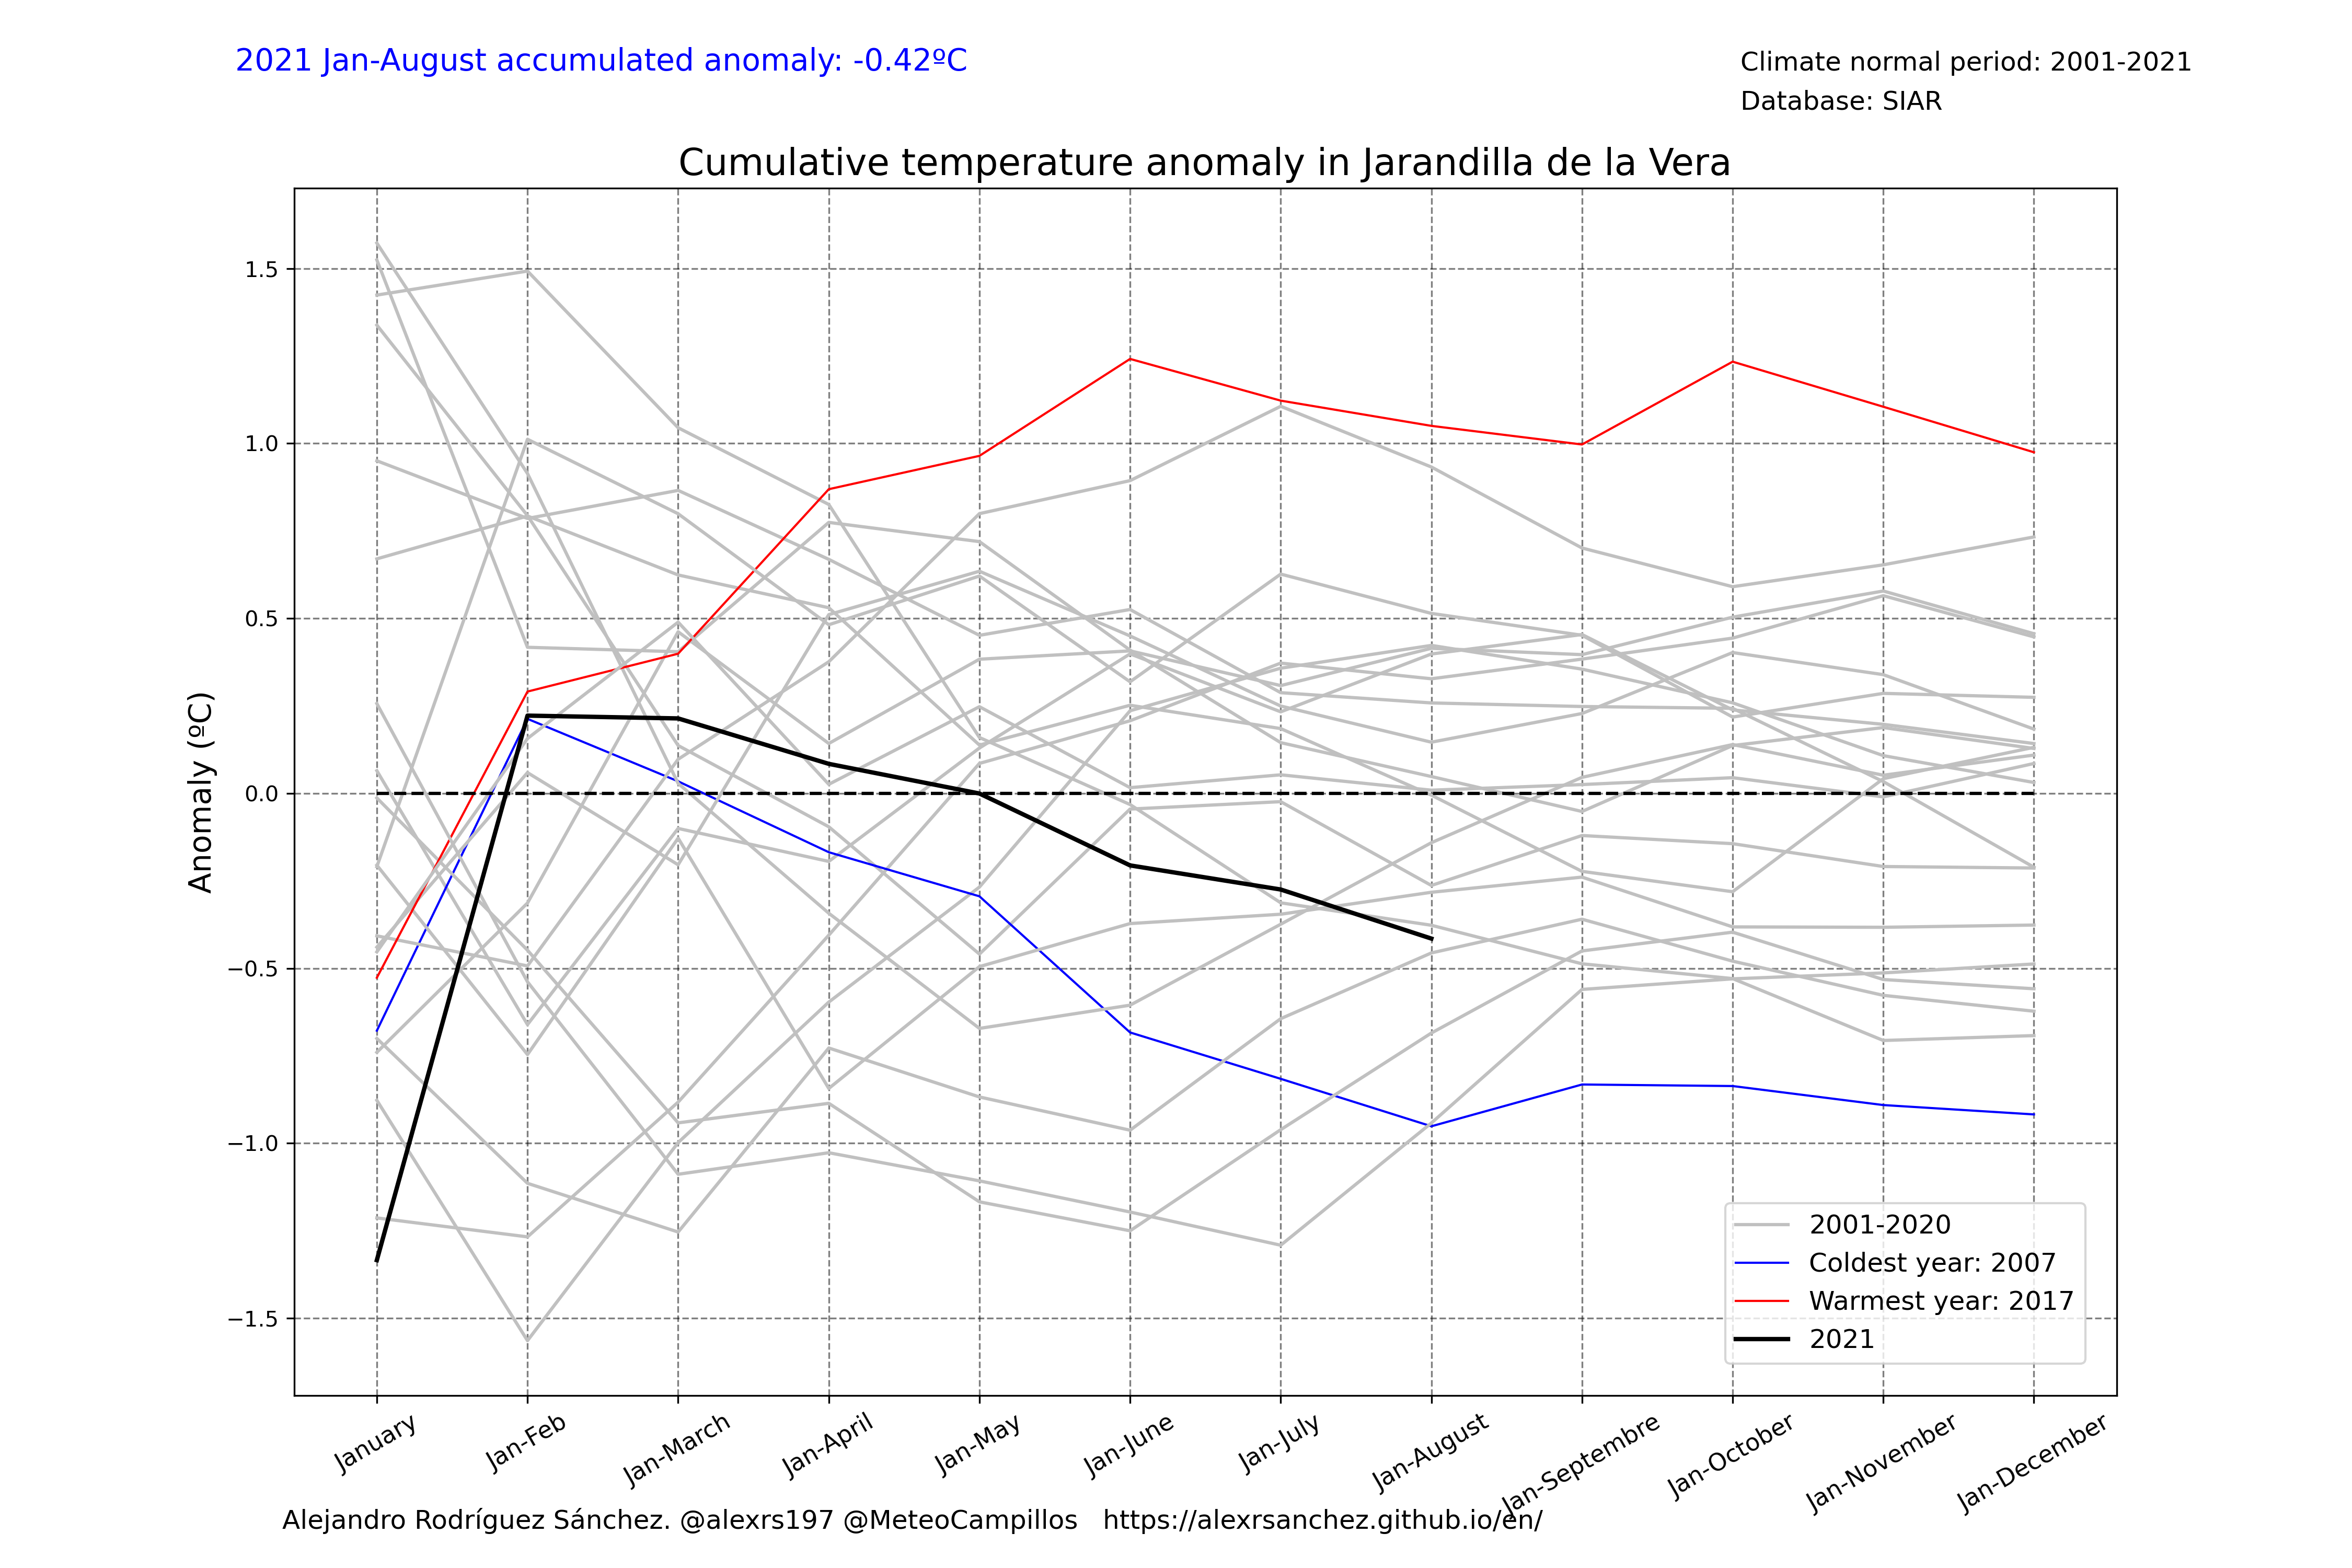 2021 Jan-August accumulated anomaly: -0.42ºC
Climate normal period: 2001-2021
Database: SIAR
Cumulative temperature anomaly in Jarandilla de la Vera
Anomaly (ºC)
1.5
1.0
0.5
0.0
−0.5
−1.0
−1.5
2001-2020
Coldest year: 2007
Warmest year: 2017
2021
January
Jan-Feb
Jan-March
Jan-April
Jan-May
Jan-June
Jan-July
Jan-August
Jan-Septembre
Jan-October
Jan-November
Jan-December
Alejandro Rodríguez Sánchez. @alexrs197 @MeteoCampillos https://alexrsanchez.github.io/en/